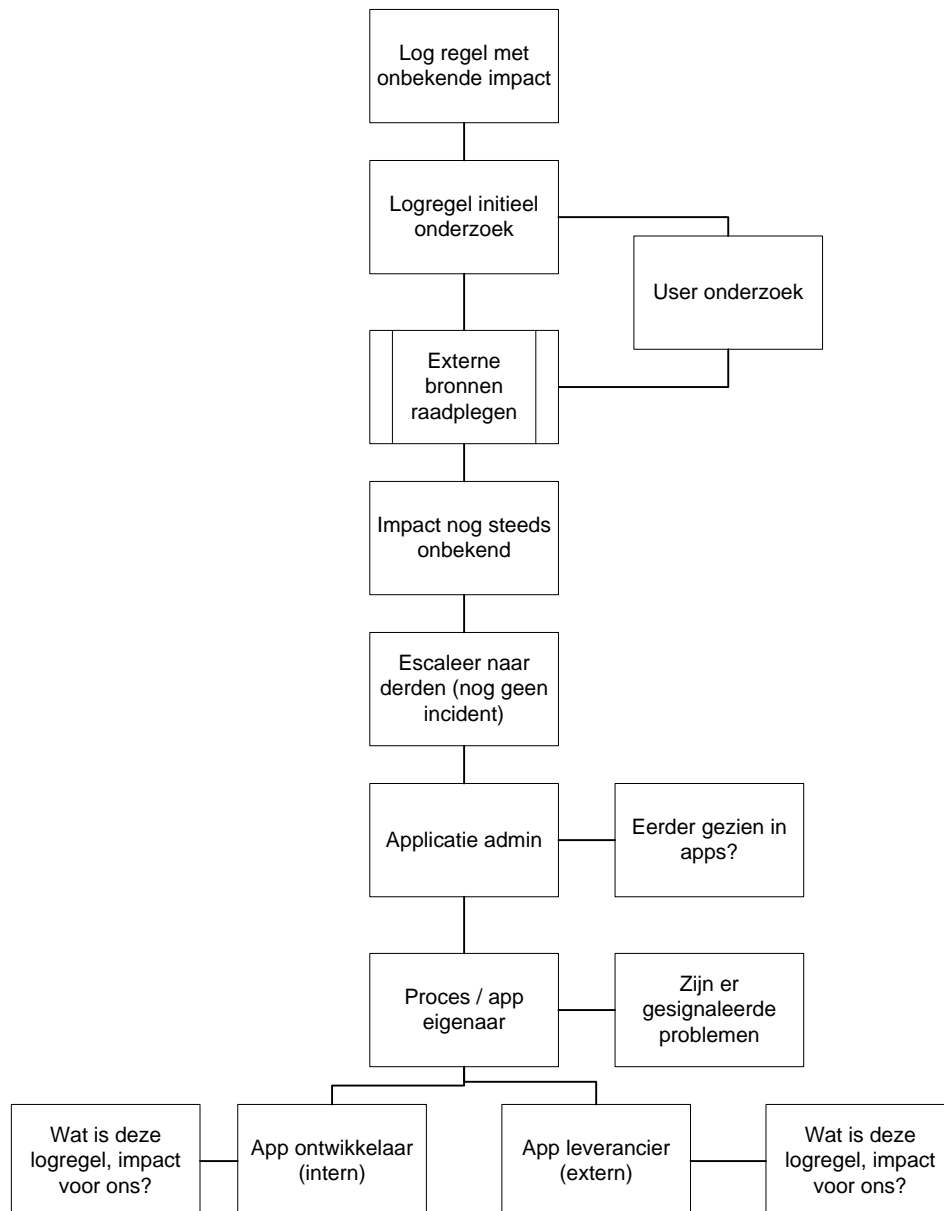 Log regel met
onbekende impact
Logregel initieel
onderzoek
User onderzoek
Externe
bronnen
raadplegen
Impact nog steeds
onbekend
Escaleer naar
derden (nog geen
incident)
Applicatie admin
Eerder gezien in
apps?
Proces / app
eigenaar
Zijn er
gesignaleerde
problemen
Wat is deze
logregel, impact
voor ons?
App ontwikkelaar
(intern)
App leverancier
(extern)
Wat is deze
logregel, impact
voor ons?